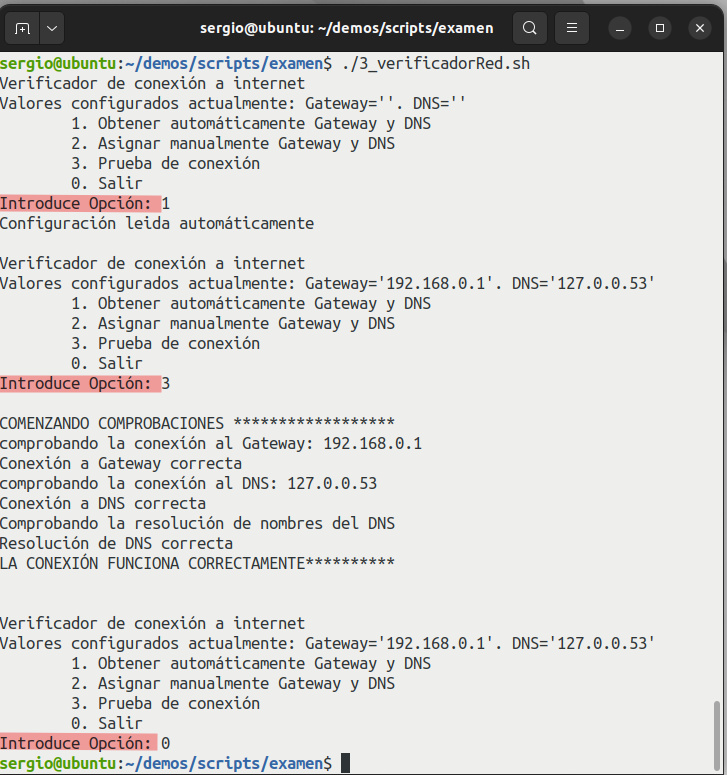 sergio@ubuntu: ~/demos/scripts/examen
sergio@ubuntu:~/demos/scripts/examen$ ./3_verificadorRed.sh
Verificador de conexión a internet
Valores configurados actualmente: Gateway=''. DNS=''
1. Obtener automáticamente Gateway y DNS
2. Asignar manualmente Gateway y DNS
3. Prueba de conexión
0. Salir
Introduce Opción: 1
Configuración leida automáticamente
Verificador de conexión a internet
Valores configurados actualmente: Gateway='192.168.0.1'. DNS='127.0.0.53'
1. Obtener automáticamente Gateway y DNS
2. Asignar manualmente Gateway y DNS
3. Prueba de conexión
0. Salir
Introduce Opción: 3
COMENZANDO COMPROBACIONES ******************
comprobando la conexión al Gateway: 192.168.0.1
Conexión a Gateway correcta
comprobando la conexión al DNS: 127.0.0.53
Conexión a DNS correcta
Comprobando la resolución de nombres del DNS
Resolución de DNS correcta
LA CONEXIÓN FUNCIONA CORRECTAMENTE**********
Verificador de conexión a internet
Valores configurados actualmente: Gateway='192.168.0.1'. DNS='127.0.0.53'
1. Obtener automáticamente Gateway y DNS
2. Asignar manualmente Gateway y DNS
3. Prueba de conexión
0. Salir
Introduce Opción: 0
sergio@ubuntu:~/demos/scripts/examen$